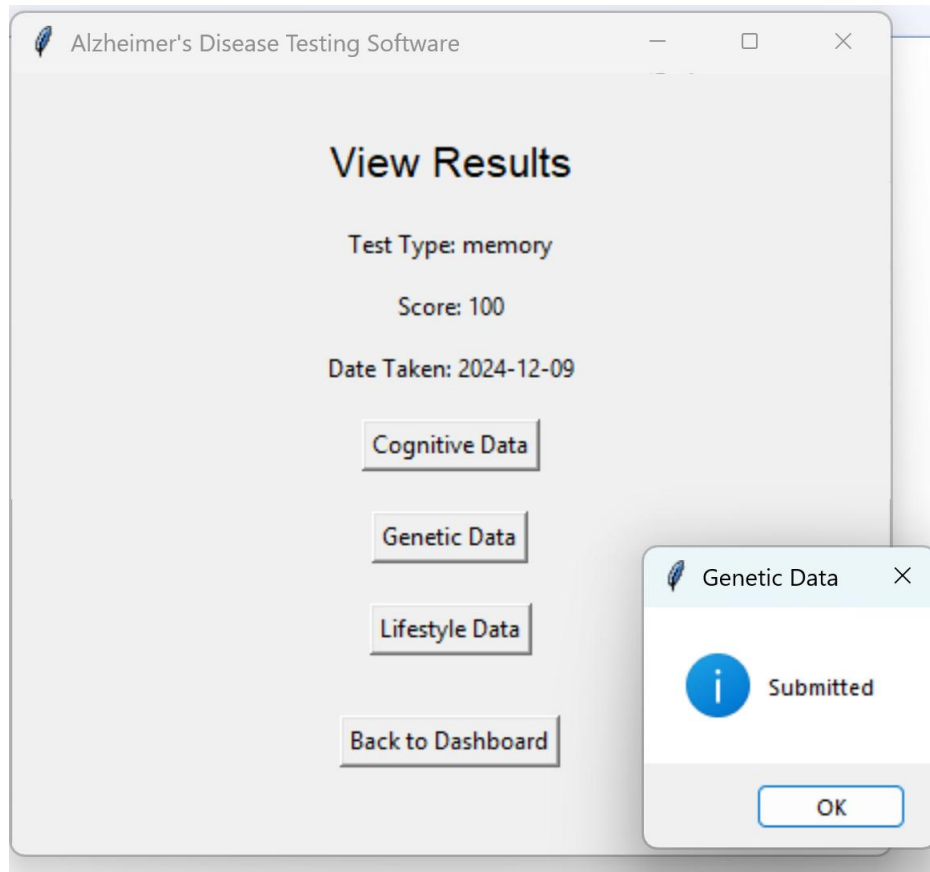 Alzheimer's Disease Testing Software
View Results
Test Type: memory
Score: 100
Date Taken: 2024-12-09
Cognitive Data
Genetic Data
Lifestyle Data
Back to Dashboard
Genetic Data
Submitted
OK